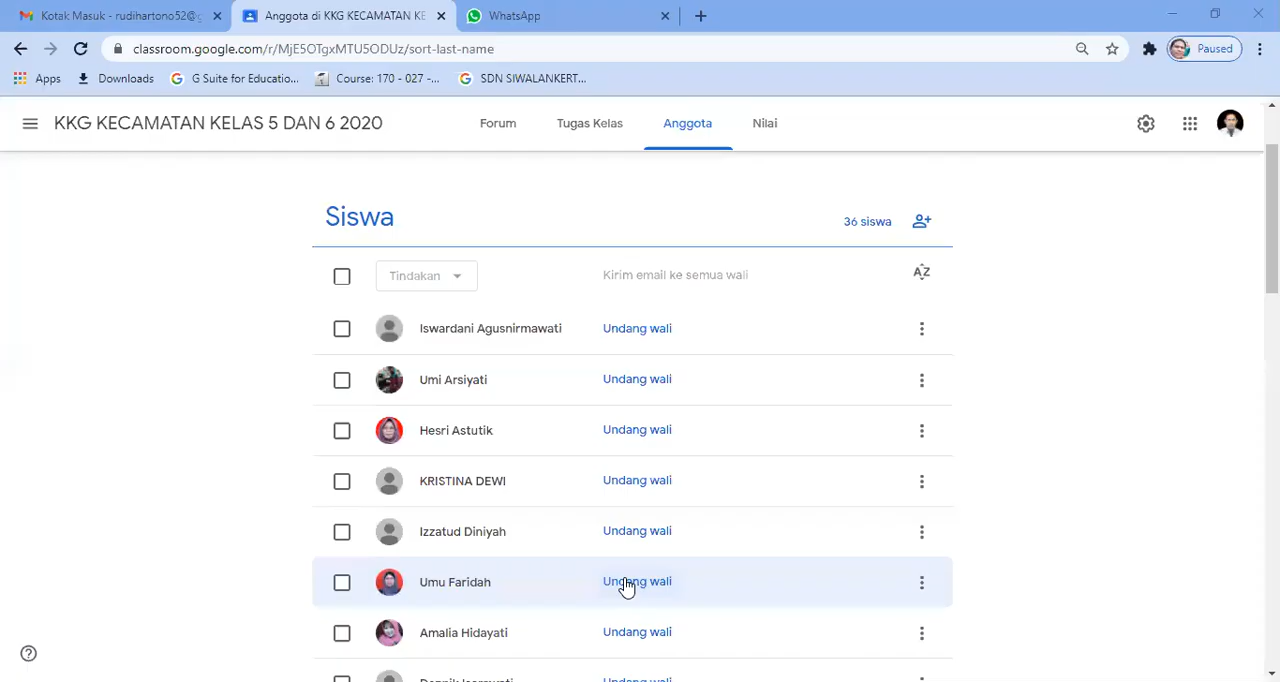 Kotak Masuk - rudihartono52@g
Anggota di KKG KECAMATAN KE
WhatsApp
classroom.google.com/r/MjE5OTgxMTU5ODUz/sort-last-name
Paused
Apps
Downloads
G Suite for Educatio...
Course: 170 - 027 -...
SDN SIWALANKERT...
KKG KECAMATAN KELAS 5 DAN 6 2020
Forum
Tugas Kelas
Anggota
Nilai
Siswa
36 siswa
Tindakan
Kirim email ke semua wali
AZ
Iswardani Agusnirmawati
Undang wali
Umi Arsiyati
Undang wali
Hesri Astutik
Undang wali
KRISTINA DEWI
Undang wali
Izzatud Diniyah
Undang wali
Umu Faridah
Undang wali
Amalia Hidayati
Undang wali
Undang wali